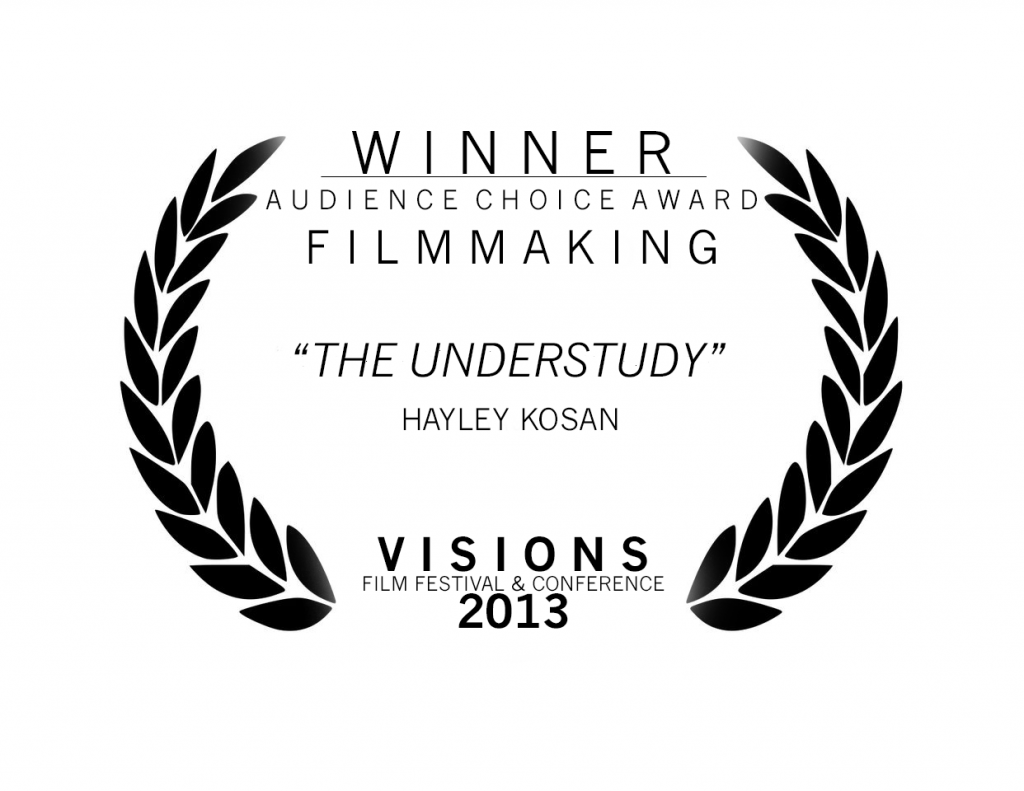 WINNER
AUDIENCE CHOICE AWARD
FILMMAKING
“THE UNDERSTUDY”
HAYLEY KOSAN
VISIONS
FILM FESTIVAL & CONFERENCE
2013